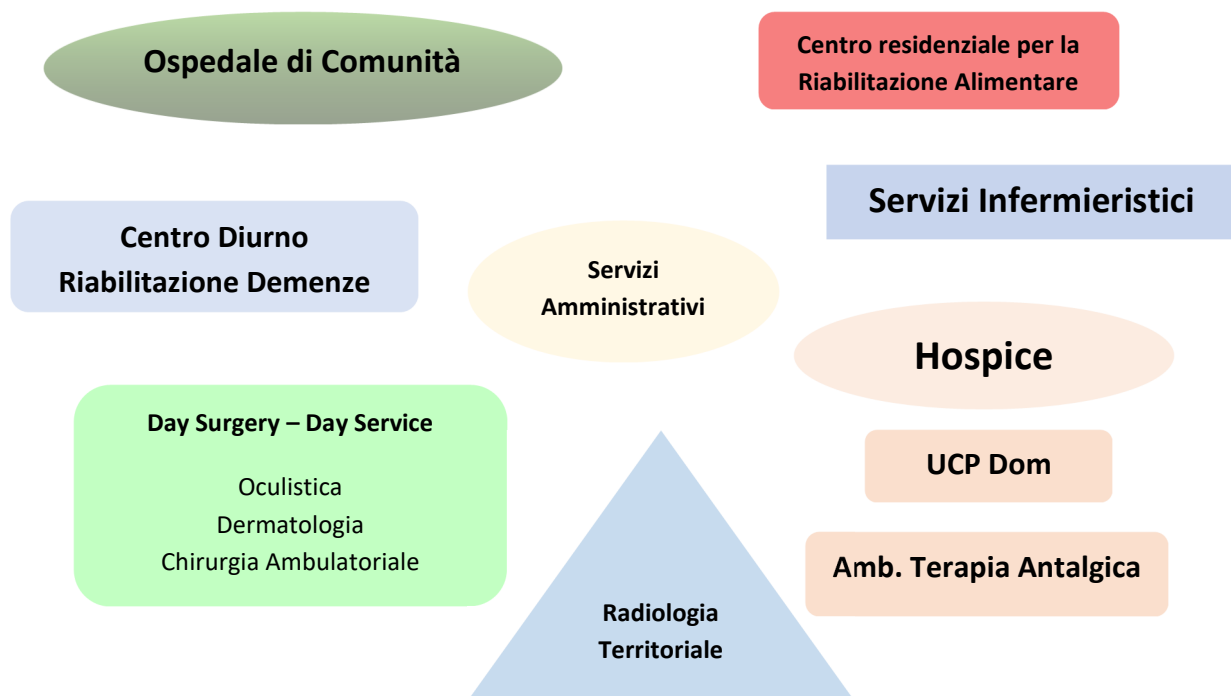 Ospedale di Comunità
Centro residenziale per la
Riabilitazione Alimentare
Servizi Infermieristici
Centro Diurno
Riabilitazione Demenze
Servizi
Amministrativi
Hospice
Day Surgery – Day Service
Oculistica
Dermatologia
Chirurgia Ambulatoriale
UCP Dom
Amb. Terapia Antalgica
Radiologia
Territoriale